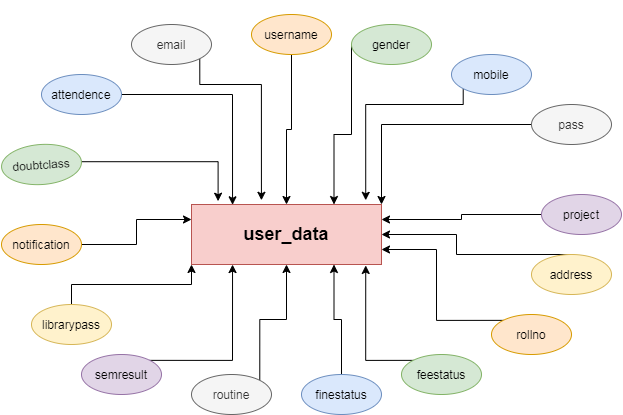 username
email
gender
mobile
attendence
pass
doubtclass
project
user_data
notification
address
librarypass
rollno
semresult
feestatus
routine
finestatus